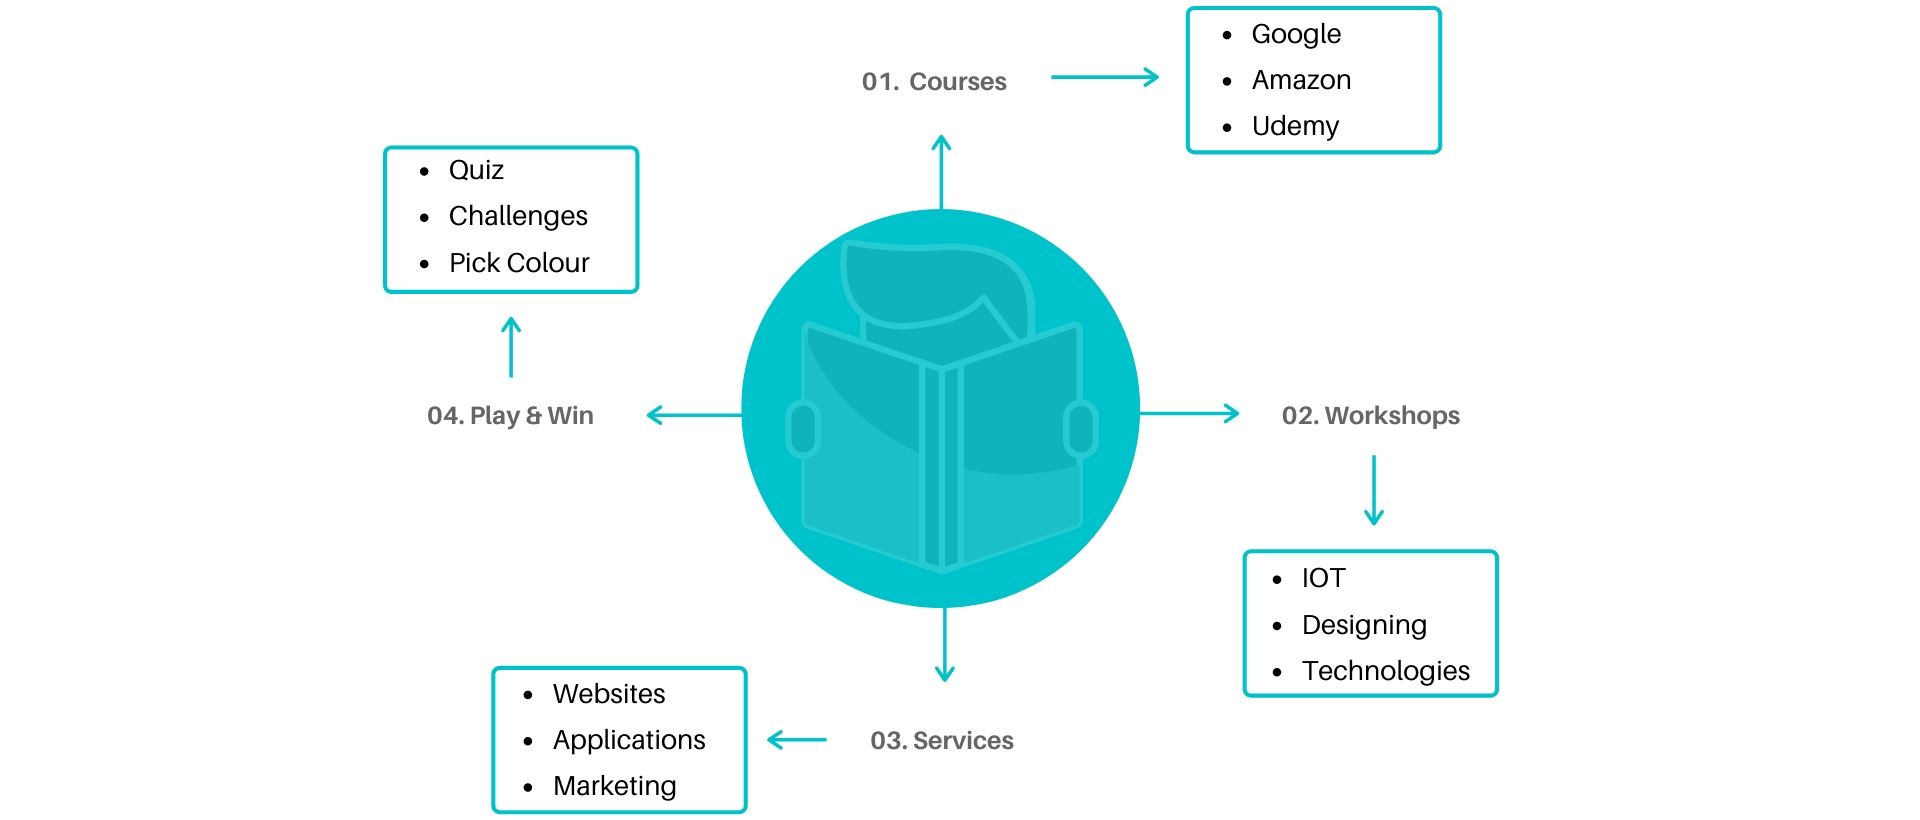 01. Courses
Google
Amazon
Udemy
Quiz
Challenges
Pick Colour
04. Play & Win
02. Workshops
IOT
Designing
Technologies
Websites
Applications
Marketing
03. Services